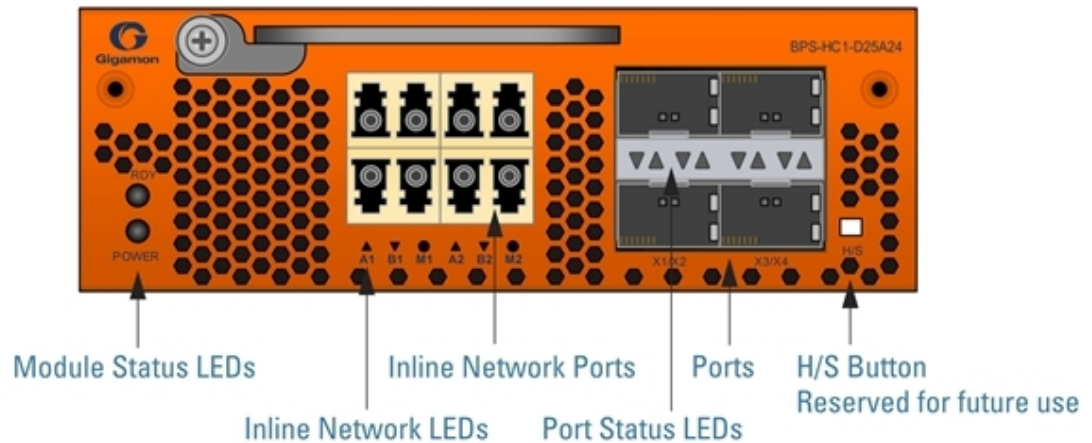 Gigamon
BPS-HC1-D25A24
RDY
POWER
A1 B1 M1 A2 B2 M2
X1/X2 X3/X4
H/S
Module Status LEDs
Inline Network Ports
Ports
H/S Button
Reserved for future use
Inline Network LEDs
Port Status LEDs